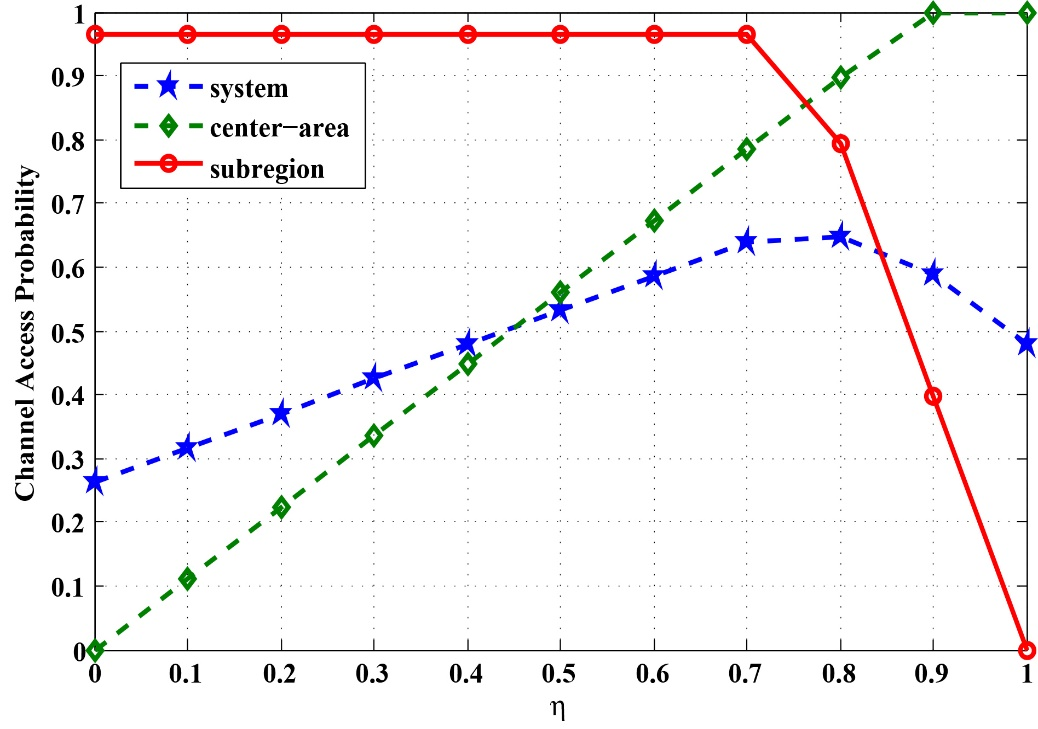 1
0.9
0.8
0.7
0.6
0.5
0.4
0.3
0.2
0.1
0
Channel Access Probability
system
center−area
subregion
0 0.1 0.2 0.3 0.4 0.5 0.6 0.7 0.8 0.9 1
η